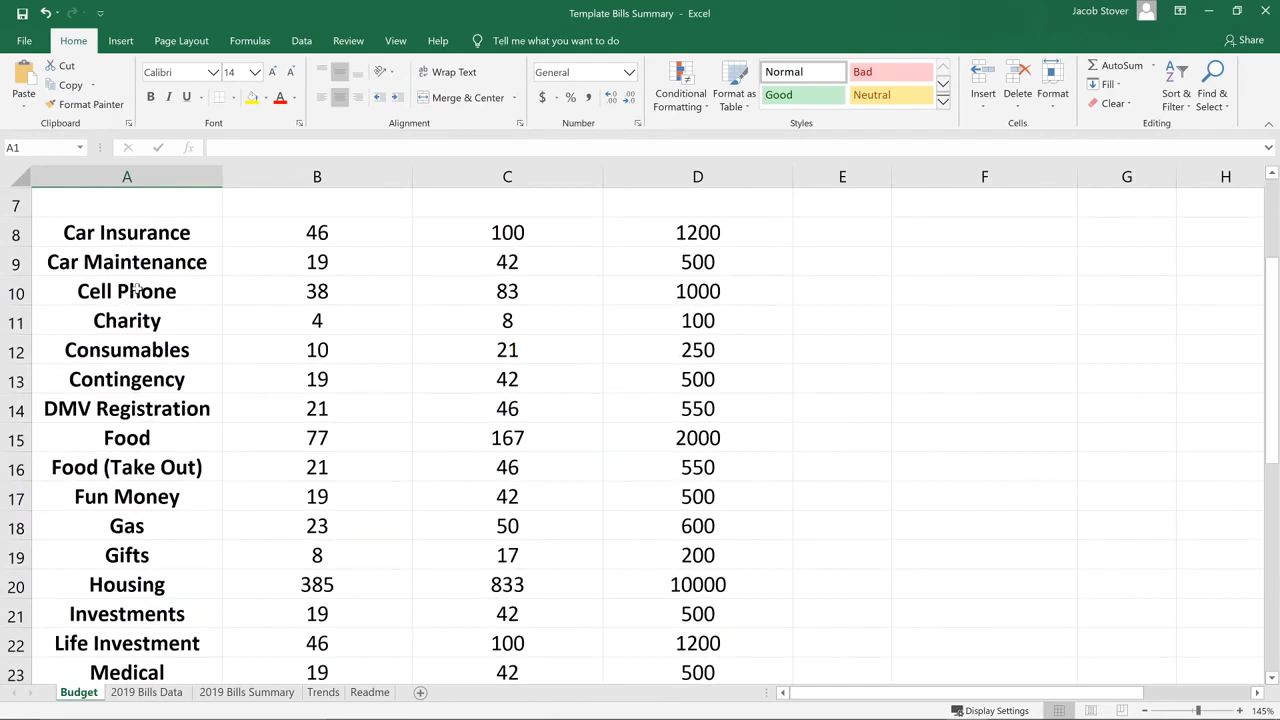 Template Bills Summary - Excel
Jacob Stover
File Home Insert Page Layout Formulas Data Review View Help Tell me what you want to do Share
Paste
Cut
Copy
Format Painter
Clipboard
Calibri 14
B I U
Font
Wrap Text
Merge & Center
Alignment
General
$ % ,
Number
Conditional Formatting
Format as Table
Normal Bad
Good Neutral
Styles
Insert Delete Format
Cells
AutoSum
Fill
Clear
Sort & Filter
Find & Select
Editing
A1 fx
A B C D E F G H
7
8 Car Insurance 46 100 1200
9 Car Maintenance 19 42 500
10 Cell Phone 38 83 1000
11 Charity 4 8 100
12 Consumables 10 21 250
13 Contingency 19 42 500
14 DMV Registration 21 46 550
15 Food 77 167 2000
16 Food (Take Out) 21 46 550
17 Fun Money 19 42 500
18 Gas 23 50 600
19 Gifts 8 17 200
20 Housing 385 833 10000
21 Investments 19 42 500
22 Life Investment 46 100 1200
23 Medical 19 42 500
Budget 2019 Bills Data 2019 Bills Summary Trends Readme
Display Settings 145%